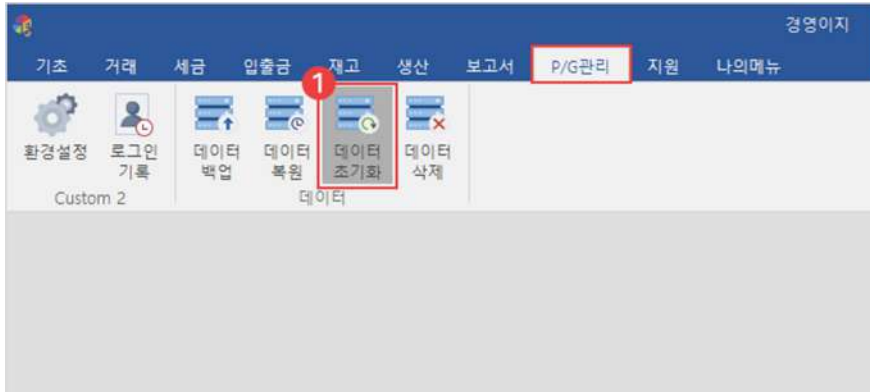 경영이지
기초 거래 세금 입출금 재고 생산 보고서 P/G관리 지원 나의메뉴
1
환경설정 로그인 데이터 데이터 데이터 데이터
기록 백업 복원 초기화 삭제
Custom 2 데이터